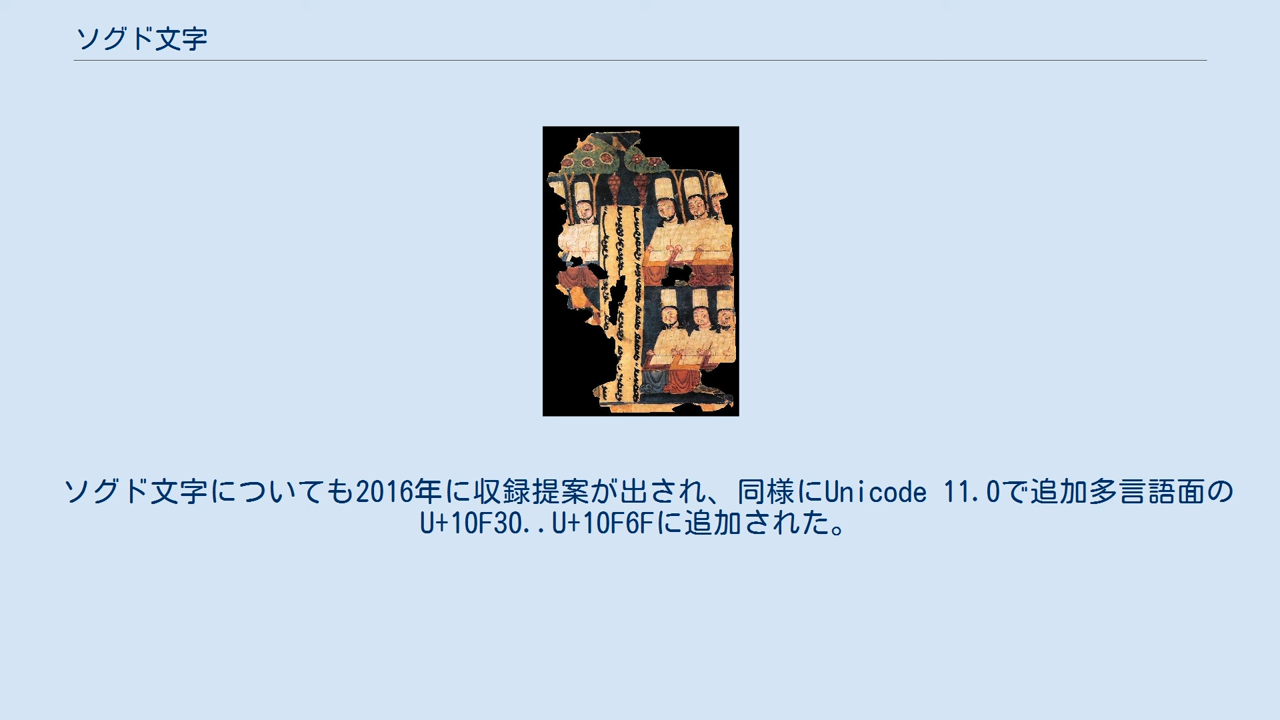 ソグド文字
ソグド文字についても2016年に収録提案が出され、同様にUnicode 11.0で追加多言語面の
U+10F30..U+10F6Fに追加された。